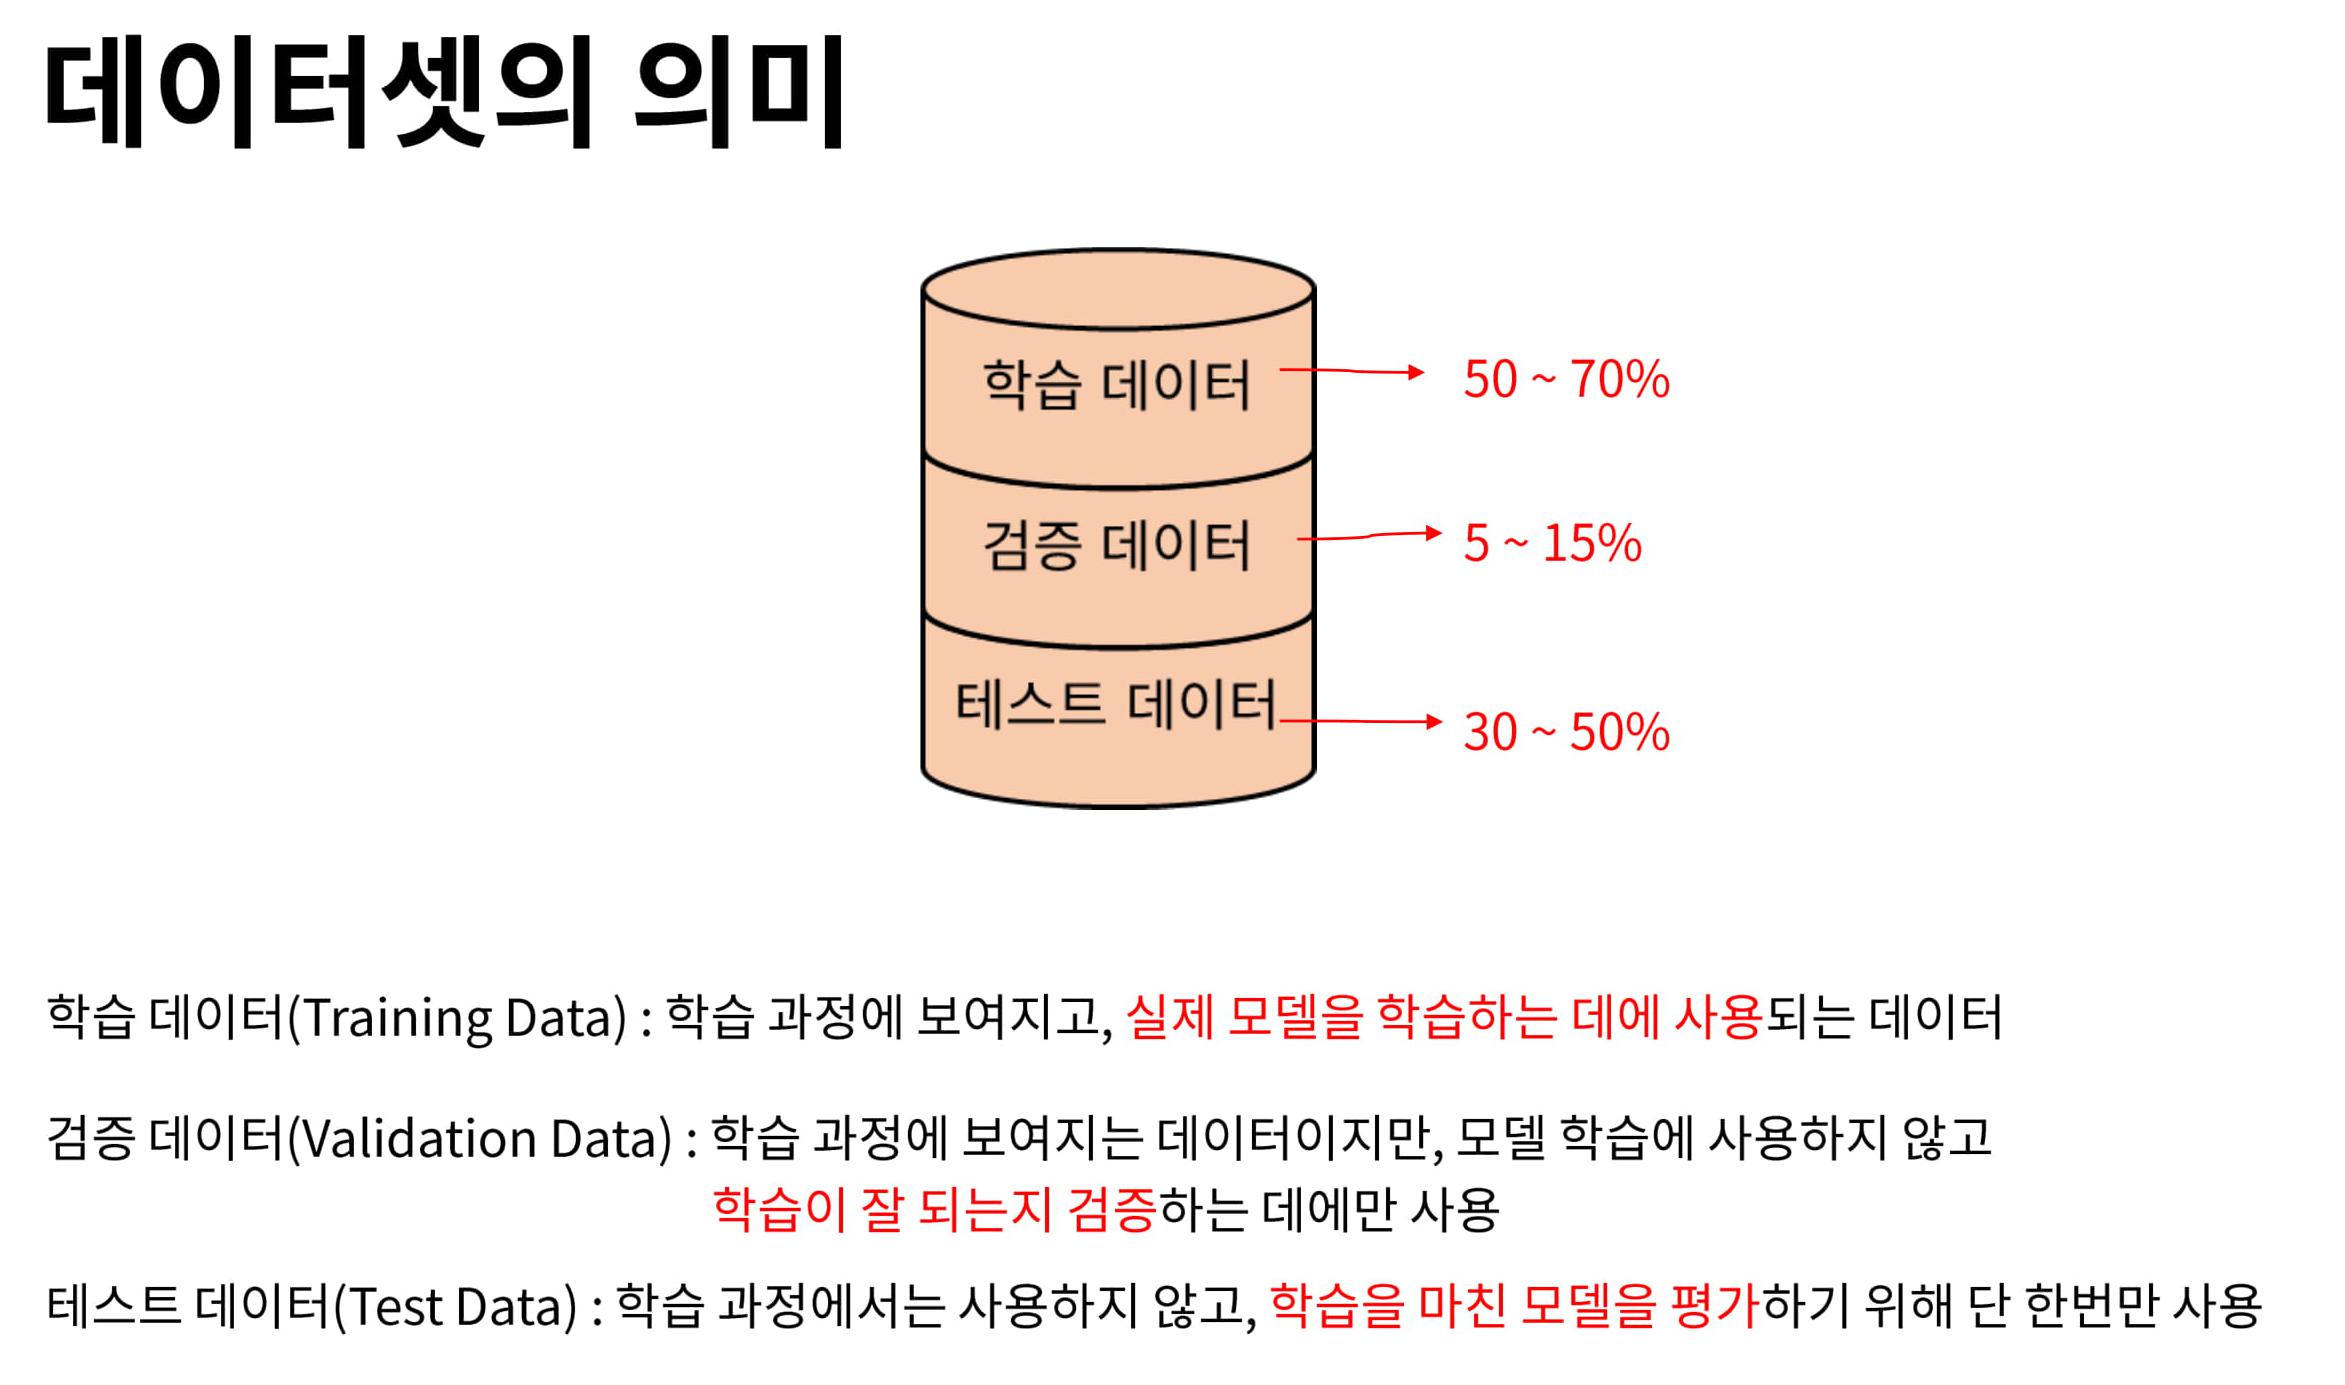 데이터셋의 의미
학습 데이터
50 ~ 70%
검증 데이터
5 ~ 15%
테스트 데이터
30 ~ 50%
학습 데이터(Training Data) : 학습 과정에 보여지고, 실제 모델을 학습하는 데에 사용되는 데이터
검증 데이터(Validation Data) : 학습 과정에 보여지는 데이터이지만, 모델 학습에 사용하지 않고
학습이 잘 되는지 검증하는 데에만 사용
테스트 데이터(Test Data) : 학습 과정에서는 사용하지 않고, 학습을 마친 모델을 평가하기 위해 단 한번만 사용